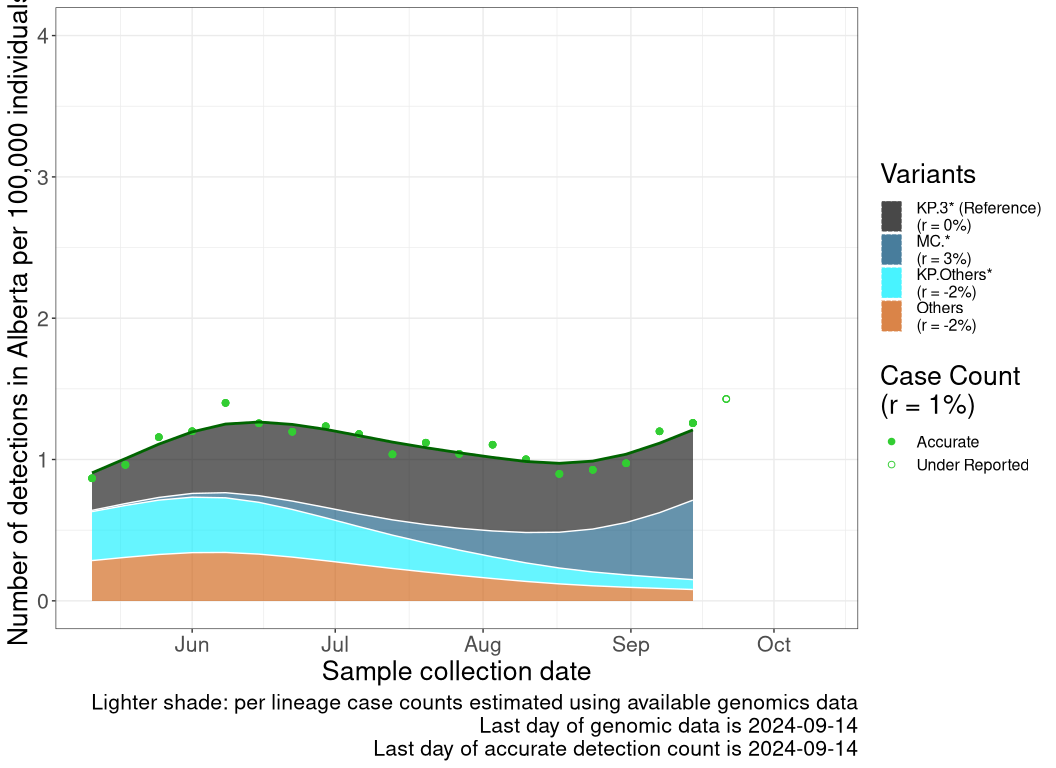 Number of detections in Alberta per 100,000 individuals
4
3
2
1
0
Jun Jul Aug Sep Oct
Sample collection date
Lighter shade: per lineage case counts estimated using available genomics data
Last day of genomic data is 2024-09-14
Last day of accurate detection count is 2024-09-14
Variants
KP.3* (Reference)
(r = 0%)
MC.*
(r = 3%)
KP.Others*
(r = -2%)
Others
(r = -2%)
Case Count
(r = 1%)
Accurate
Under Reported